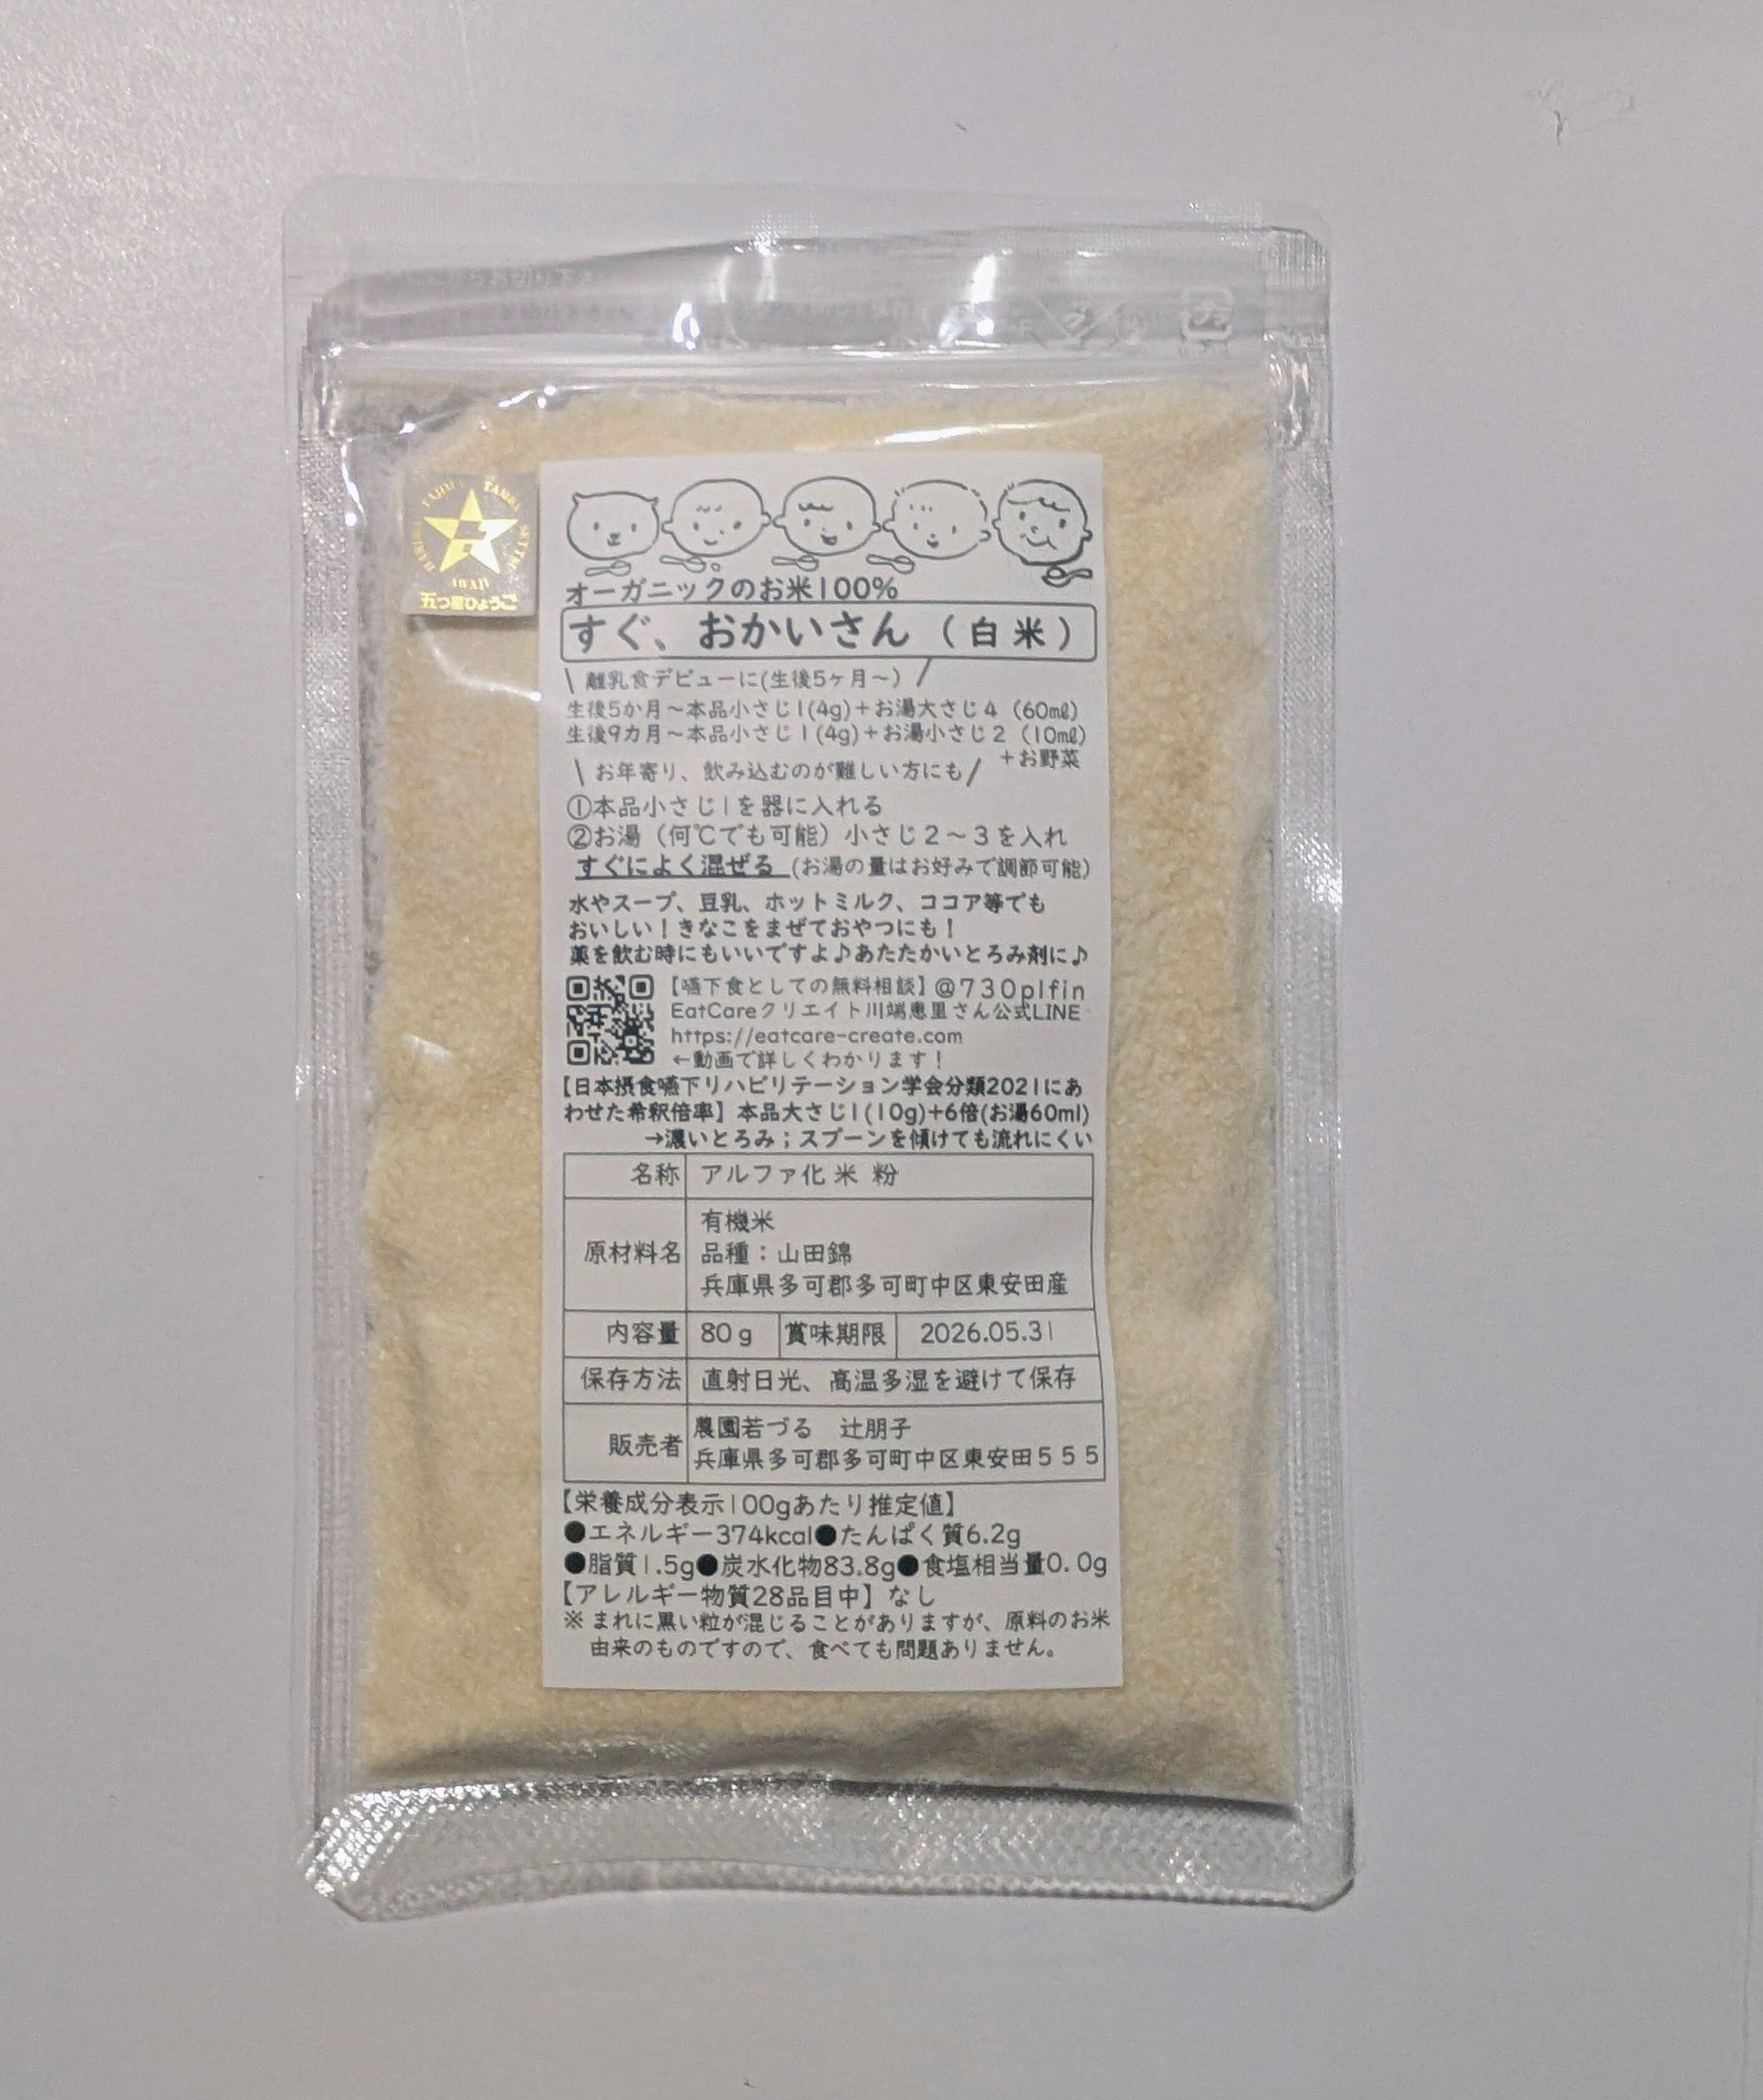 TAJIMA TAMBA SETTSU AWAJI HARIMA
五つ星ひょうご
オーガニックのお米100%
すぐ、おかいさん（白米）
\ 離乳食デビューに(生後5ヶ月〜) /
生後5か月〜本品小さじ1(4g)＋お湯大さじ4（60㎖）
生後9カ月〜本品小さじ1(4g)＋お湯小さじ2（10㎖）
＋お野菜
\ お年寄り、飲み込むのが難しい方にも/
①本品小さじ1を器に入れる
②お湯（何℃でも可能）小さじ2〜3を入れ
すぐによく混ぜる (お湯の量はお好みで調節可能)
水やスープ、豆乳、ホットミルク、ココア等でも
おいしい！きなこをまぜておやつにも！
薬を飲む時にもいいですよ♪あたたかいとろみ剤に♪
【嚥下食としての無料相談】@730plfin
EatCareクリエイト川端恵里さん公式LINE
https://eatcare-create.com
←動画で詳しくわかります！
【日本摂食嚥下リハビリテーション学会分類2021にあ
わせた希釈倍率】本品大さじ1(10g)+6倍(お湯60ml)
→濃いとろみ；スプーンを傾けても流れにくい
名称 アルファ化米粉
原材料名 有機米
品種：山田錦
兵庫県多可郡多可町中区東安田産
内容量 80g 賞味期限 2026.05.31
保存方法 直射日光、高温多湿を避けて保存
販売者 農園若づる 辻朋子
兵庫県多可郡多可町中区東安田555
【栄養成分表示100gあたり推定値】
●エネルギー374kcal●たんぱく質6.2g
●脂質1.5g●炭水化物83.8g●食塩相当量0.0g
【アレルギー物質28品目中】なし
※まれに黒い粒が混じることがありますが、原料のお米
由来のものですので、食べても問題ありません。